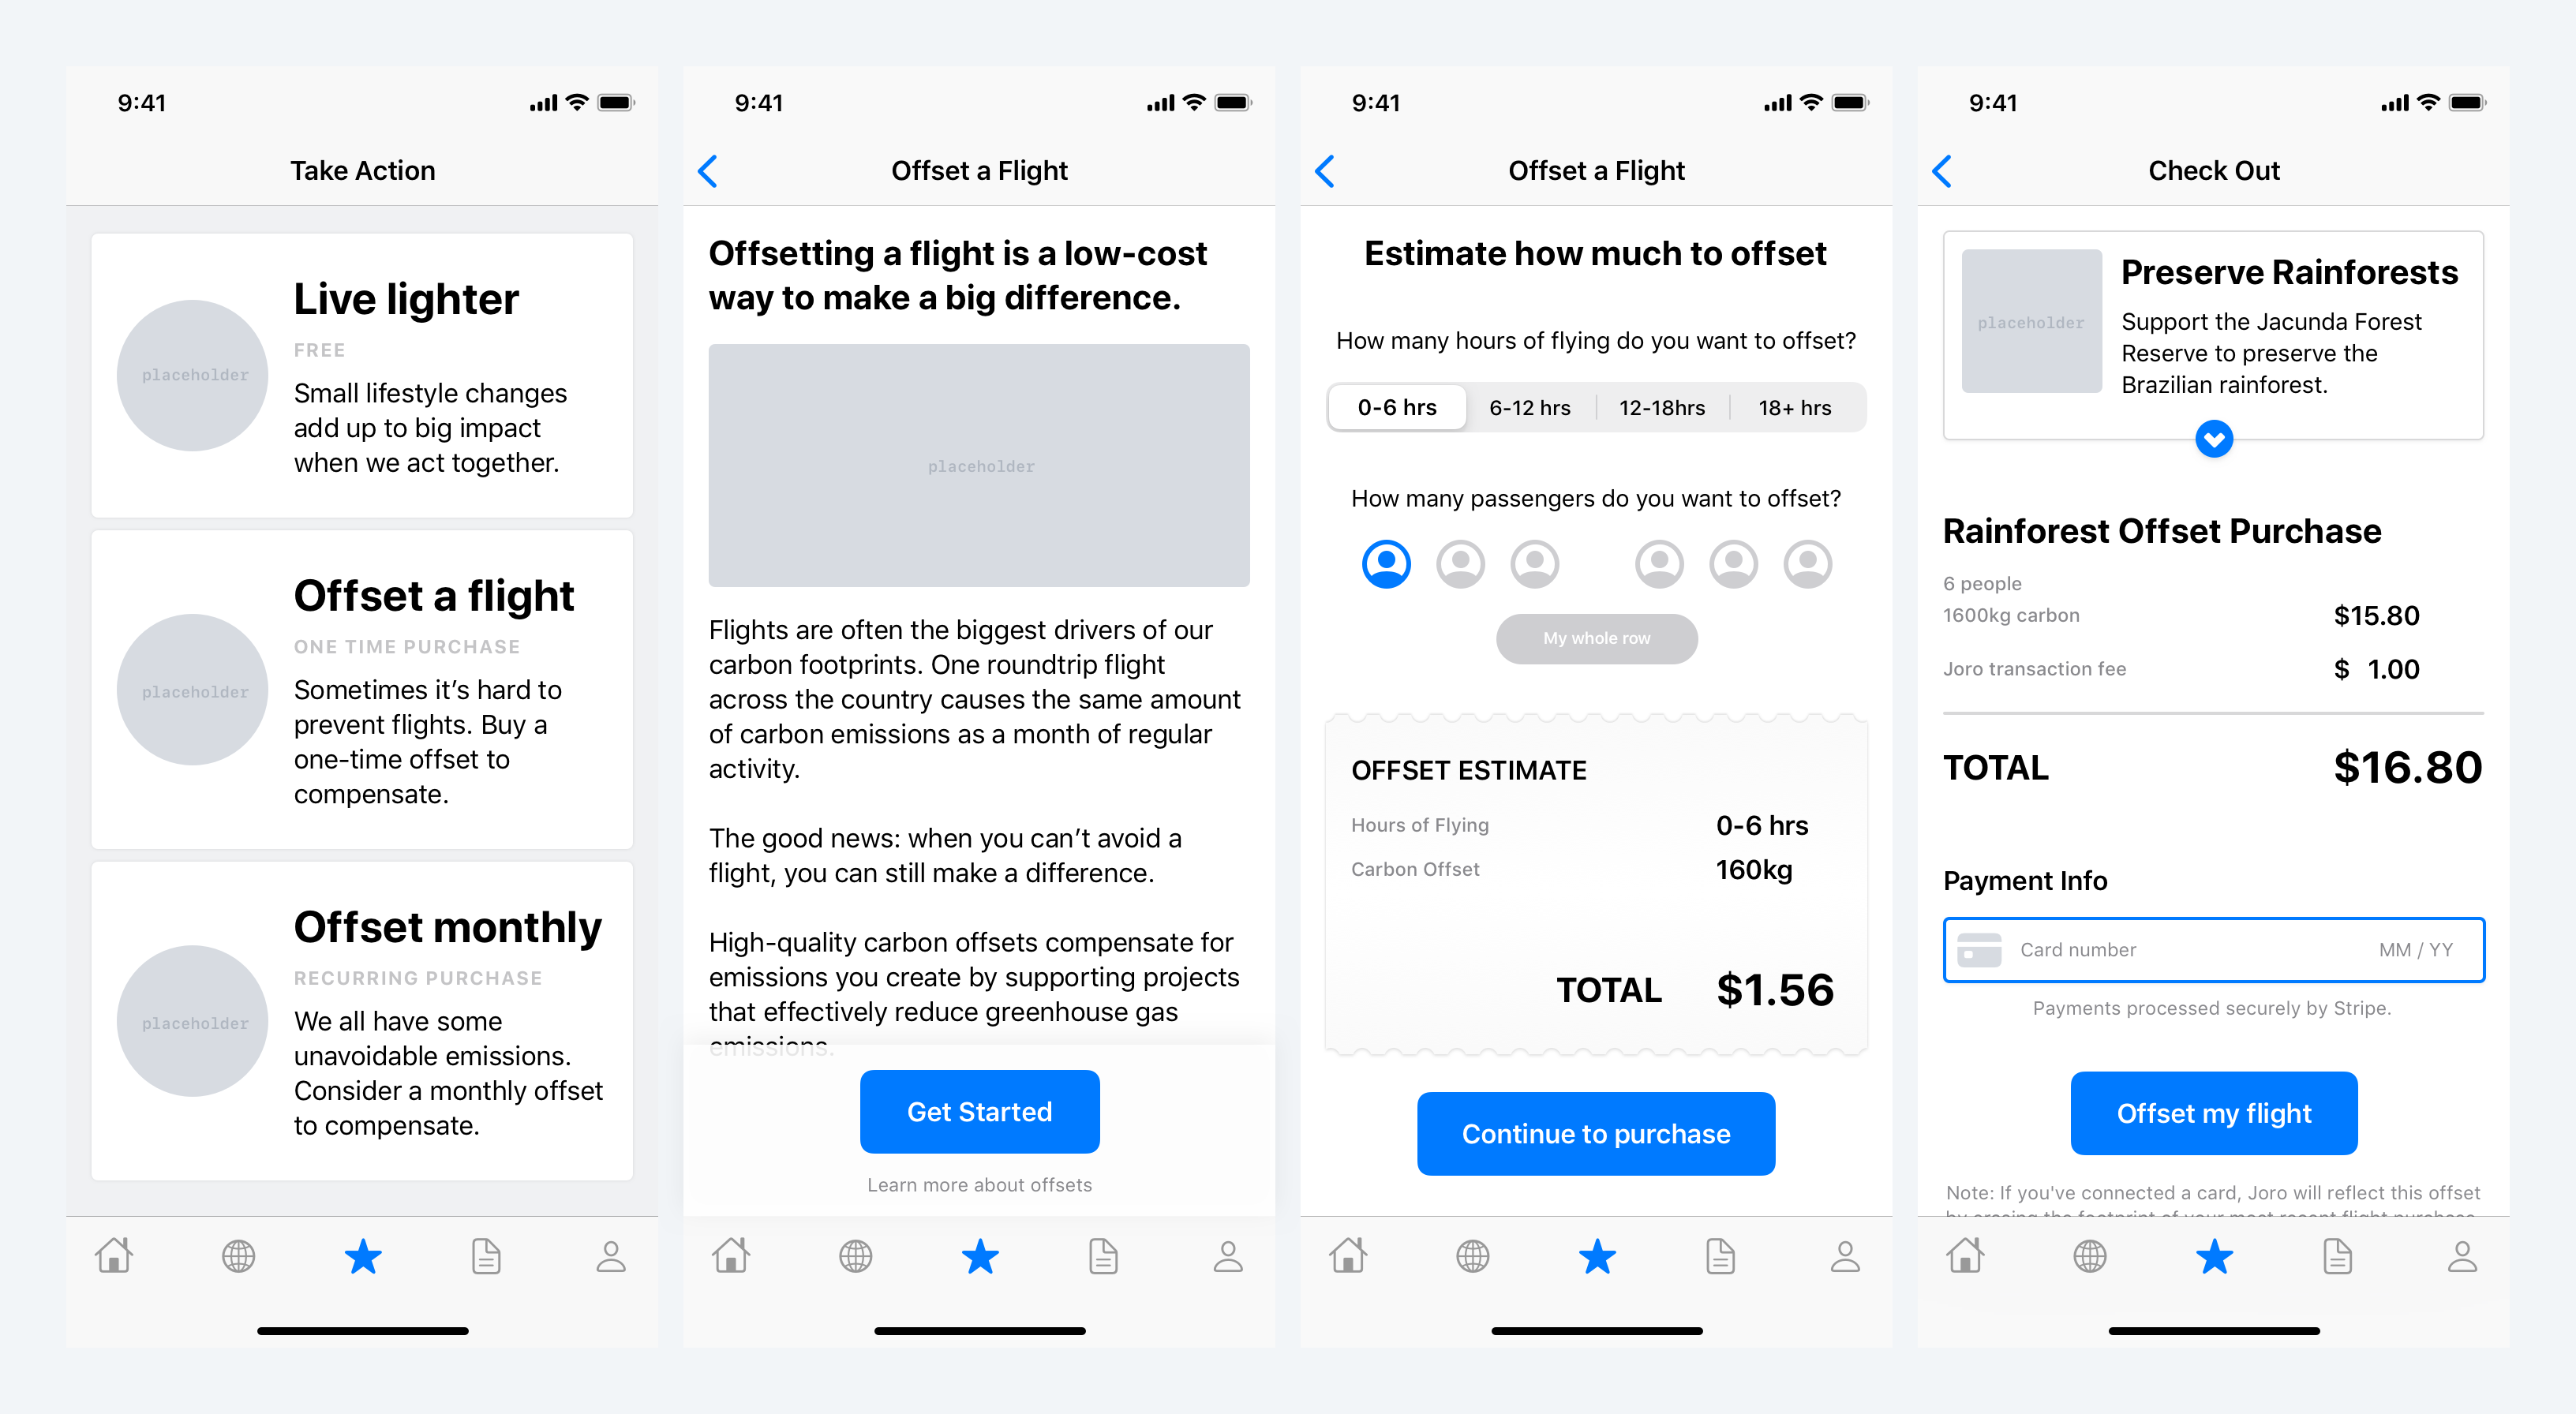 9:41
Take Action
placeholder
Live lighter
FREE
Small lifestyle changes
add up to big impact
when we act together.
placeholder
Offset a flight
ONE TIME PURCHASE
Sometimes it’s hard to
prevent flights. Buy a
one-time offset to
compensate.
placeholder
Offset monthly
RECURRING PURCHASE
We all have some
unavoidable emissions.
Consider a monthly offset
to compensate.
9:41
Offset a Flight
Offsetting a flight is a low-cost
way to make a big difference.
placeholder
Flights are often the biggest drivers of our
carbon footprints. One roundtrip flight
across the country causes the same amount
of carbon emissions as a month of regular
activity.
The good news: when you can’t avoid a
flight, you can still make a difference.
High-quality carbon offsets compensate for
emissions you create by supporting projects
that effectively reduce greenhouse gas
emissions.
Get Started
Learn more about offsets
9:41
Offset a Flight
Estimate how much to offset
How many hours of flying do you want to offset?
0-6 hrs 6-12 hrs 12-18hrs 18+ hrs
How many passengers do you want to offset?
My whole row
OFFSET ESTIMATE
Hours of Flying 0-6 hrs
Carbon Offset 160kg
TOTAL $1.56
Continue to purchase
9:41
Check Out
placeholder
Preserve Rainforests
Support the Jacunda Forest
Reserve to preserve the
Brazilian rainforest.
Rainforest Offset Purchase
6 people
1600kg carbon $15.80
Joro transaction fee $ 1.00
TOTAL $16.80
Payment Info
Card number MM / YY
Payments processed securely by Stripe.
Offset my flight
Note: If you've connected a card, Joro will reflect this offset
by erasing the footprint of your most recent flight purchase.